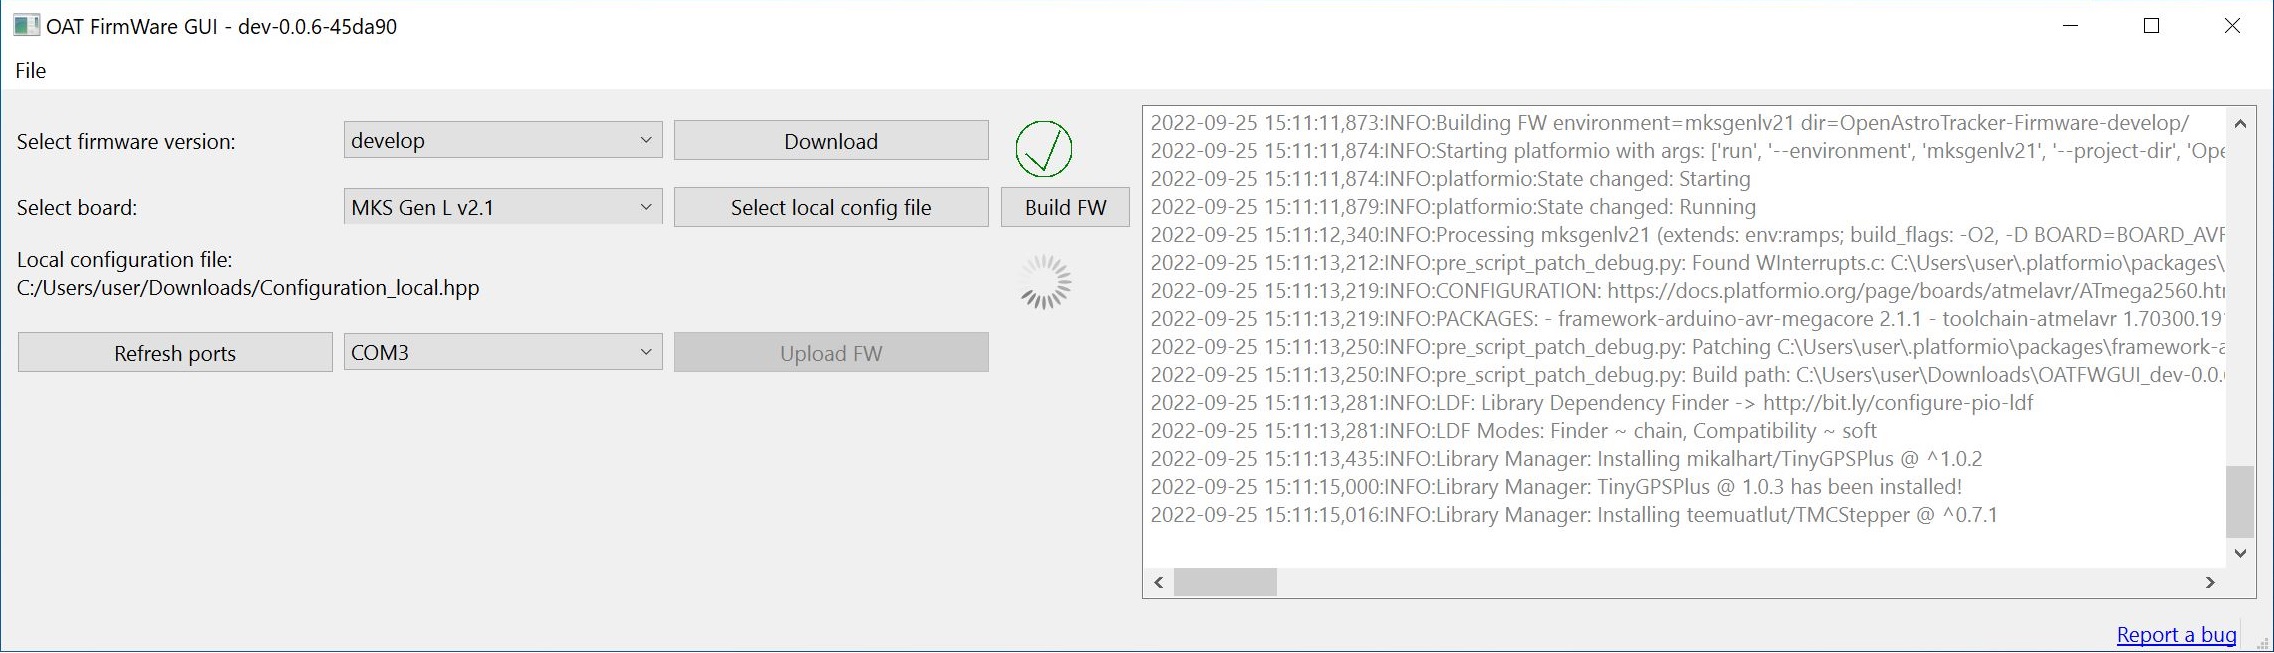 OAT FirmWare GUI - dev-0.0.6-45da90
File
Select firmware version:
develop
Download
Select board:
MKS Gen L v2.1
Select local config file
Build FW
Local configuration file:
C:/Users/user/Downloads/Configuration_local.hpp
Refresh ports
COM3
Upload FW
2022-09-25 15:11:11,873:INFO:Building FW environment=mksgenlv21 dir=OpenAstroTracker-Firmware-develop/
2022-09-25 15:11:11,874:INFO:Starting platformio with args: ['run', '--environment', 'mksgenlv21', '--project-dir', 'Ope
2022-09-25 15:11:11,874:INFO:platformio:State changed: Starting
2022-09-25 15:11:11,879:INFO:platformio:State changed: Running
2022-09-25 15:11:12,340:INFO:Processing mksgenlv21 (extends: env:ramps; build_flags: -O2, -D BOARD=BOARD_AVR
2022-09-25 15:11:13,212:INFO:pre_script_patch_debug.py: Found WInterrupts.c: C:\Users\user\.platformio\packages\
2022-09-25 15:11:13,219:INFO:CONFIGURATION: https://docs.platformio.org/page/boards/atmelavr/ATmega2560.htm
2022-09-25 15:11:13,219:INFO:PACKAGES: - framework-arduino-avr-megacore 2.1.1 - toolchain-atmelavr 1.70300.191
2022-09-25 15:11:13,250:INFO:pre_script_patch_debug.py: Patching C:\Users\user\.platformio\packages\framework-a
2022-09-25 15:11:13,250:INFO:pre_script_patch_debug.py: Build path: C:\Users\user\Downloads\OATFWGUI_dev-0.0.
2022-09-25 15:11:13,281:INFO:LDF: Library Dependency Finder -> http://bit.ly/configure-pio-ldf
2022-09-25 15:11:13,281:INFO:LDF Modes: Finder ~ chain, Compatibility ~ soft
2022-09-25 15:11:13,435:INFO:Library Manager: Installing mikalhart/TinyGPSPlus @ ^1.0.2
2022-09-25 15:11:15,000:INFO:Library Manager: TinyGPSPlus @ 1.0.3 has been installed!
2022-09-25 15:11:15,016:INFO:Library Manager: Installing teemuatlut/TMCStepper @ ^0.7.1
Report a bug